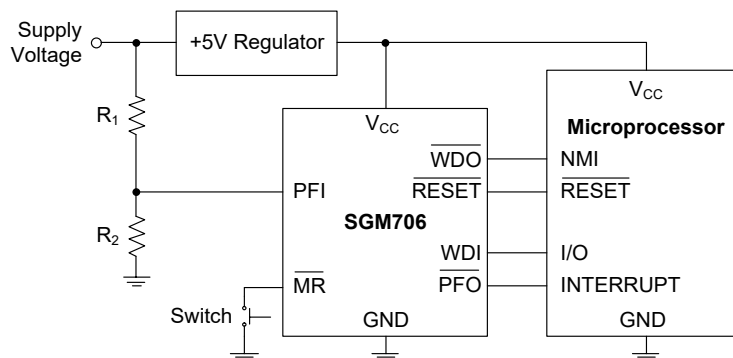 Supply
Voltage
+5V Regulator
R1
R2
PFI
Switch
MR
VCC
WDO
RESET
SGM706
WDI
PFO
GND
VCC
Microprocessor
NMI
RESET
I/O
INTERRUPT
GND